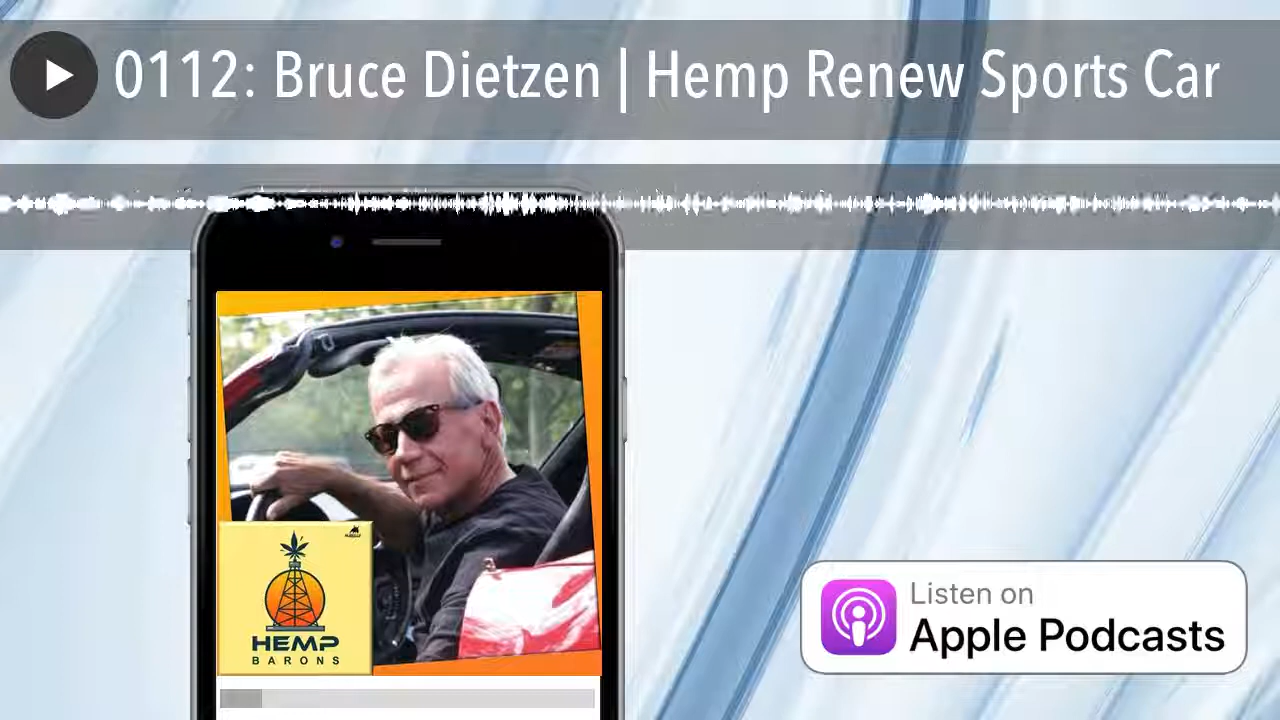 0112: Bruce Dietzen | Hemp Renew Sports Car
HEMP
BARONS
Listen on
Apple Podcasts